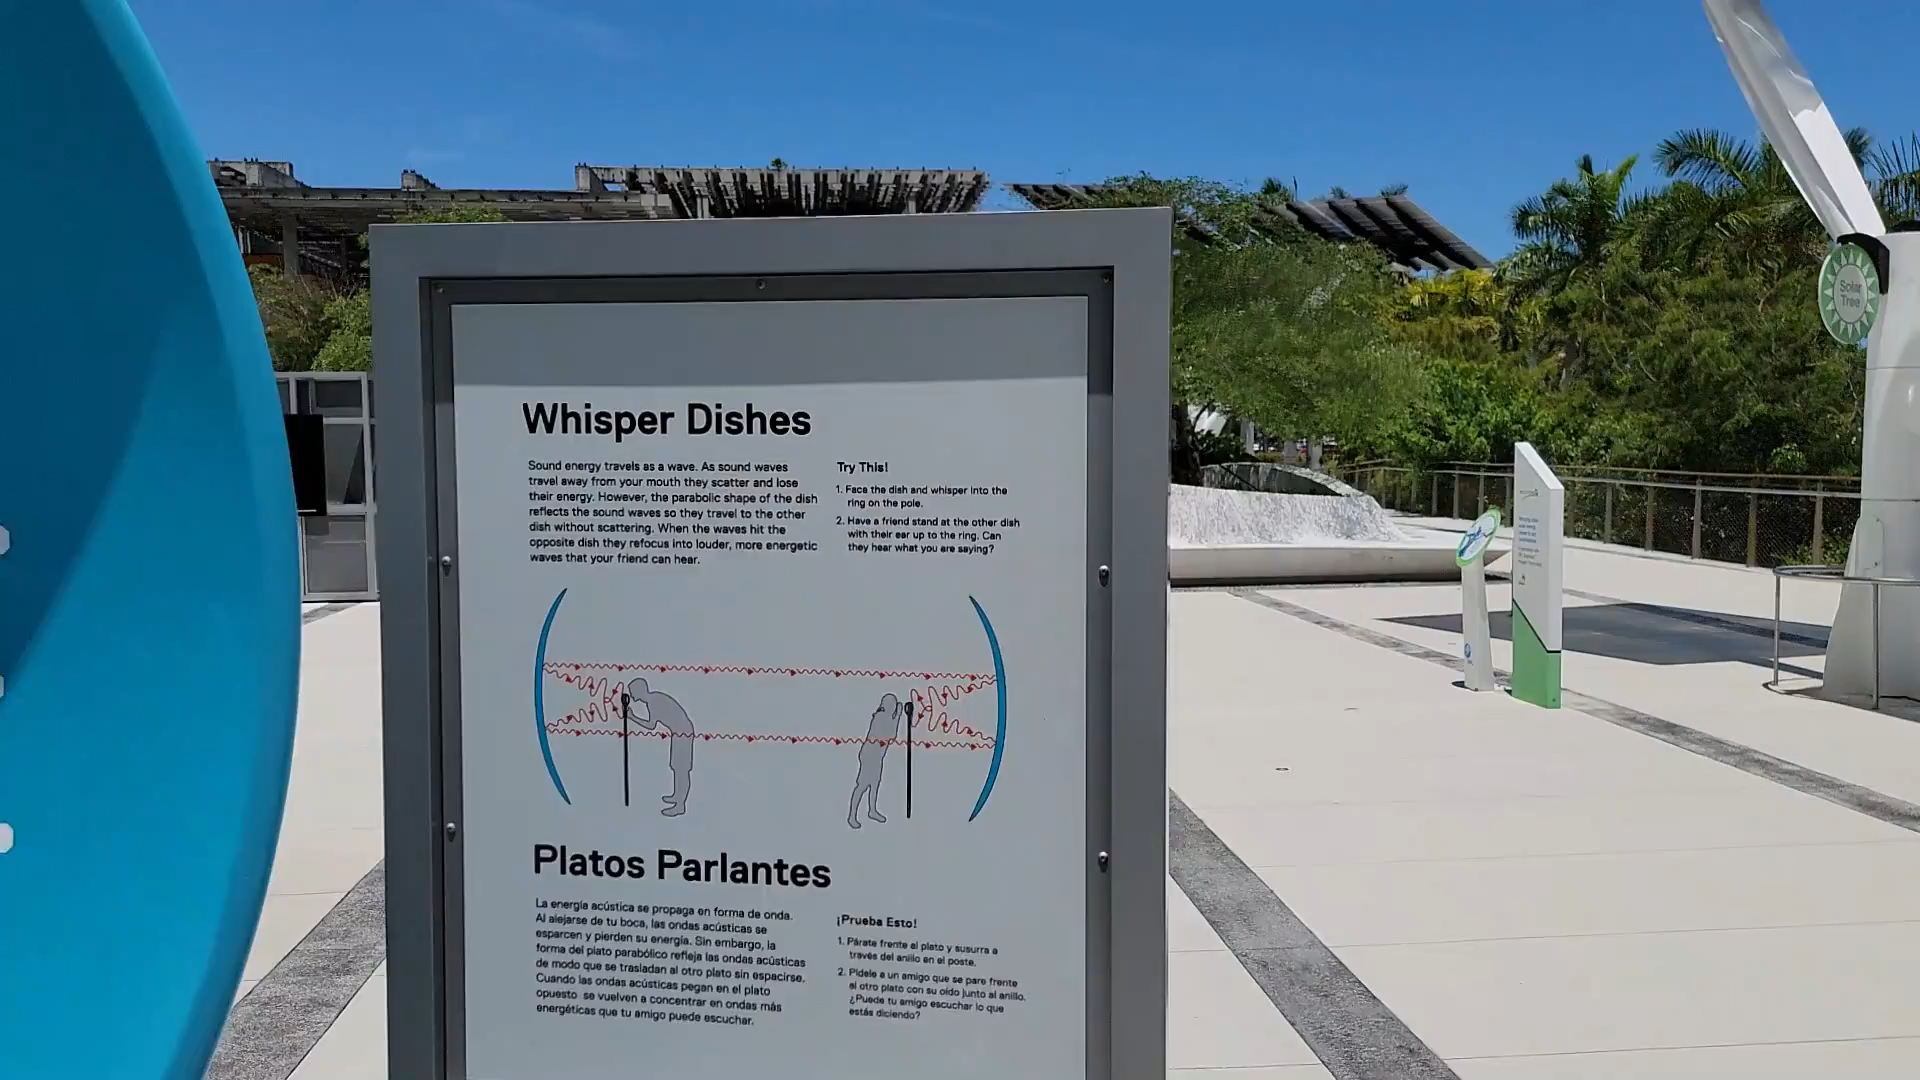 Whisper Dishes
Sound energy travels as a wave. As sound waves
travel away from your mouth they scatter and lose
their energy. However, the parabolic shape of the dish
reflects the sound waves so they travel to the other
dish without scattering. When the waves hit the
opposite dish they refocus into louder, more energetic
waves that your friend can hear.
Try This!
1. Face the dish and whisper into the
ring on the pole.
2. Have a friend stand at the other dish
with their ear up to the ring. Can
they hear what you are saying?
Platos Parlantes
La energía acústica se propaga en forma de onda.
Al alejarse de tu boca, las ondas acústicas se
esparcen y pierden su energía. Sin embargo, la
forma del plato parabólico refleja las ondas acústicas
de modo que se trasladan al otro plato sin espacirse.
Cuando las ondas acústicas pegan en el plato
opuesto se vuelven a concentrar en ondas más
energéticas que tu amigo puede escuchar.
¡Prueba Esto!
1. Párate frente al plato y susurra a
través del anillo en el poste.
2. Pídele a un amigo que se pare frente
al otro plato con su oído junto al anillo.
¿Puede tu amigo escuchar lo que
estás diciendo?
Solar
Tree